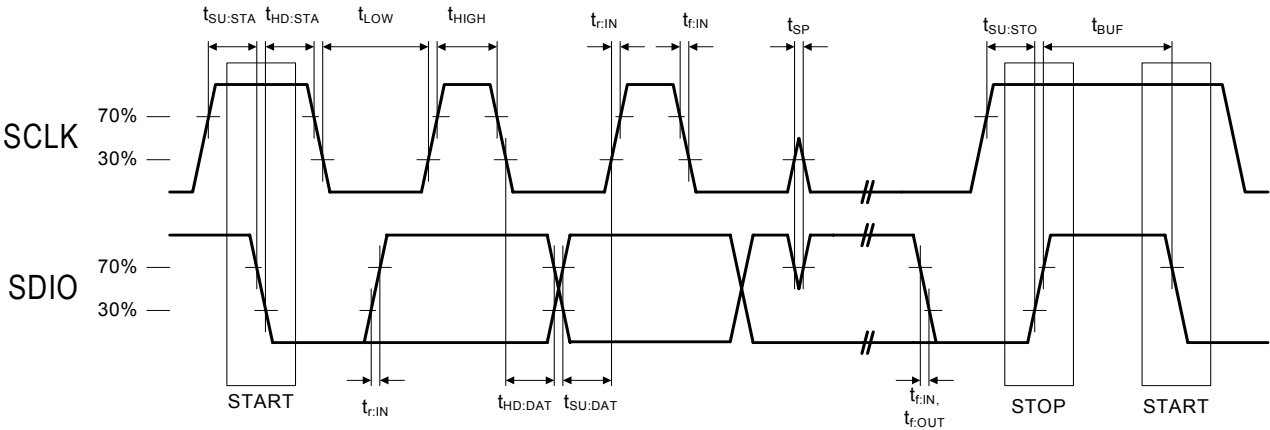 tSU:STA tHD:STA tLOW tHIGH tr:IN tf:IN tSP tSU:STO tBUF
SCLK
70%
30%
SDIO
70%
30%
START
tr:IN
tHD:DAT tSU:DAT
tf:IN,
tf:OUT
STOP
START